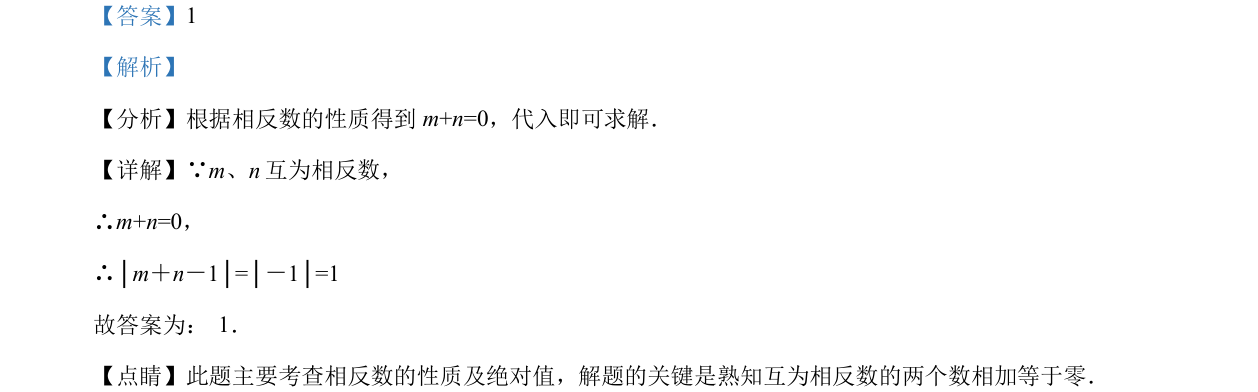 【答案】1
【解析】
【分析】根据相反数的性质得到 m+n=0，代入即可求解．
【详解】∵m、n 互为相反数，
∴m+n=0，
∴│m＋n－1│=│－1│=1
故答案为： 1．
【点睛】此题主要考查相反数的性质及绝对值，解题的关键是熟知互为相反数的两个数相加等于零．